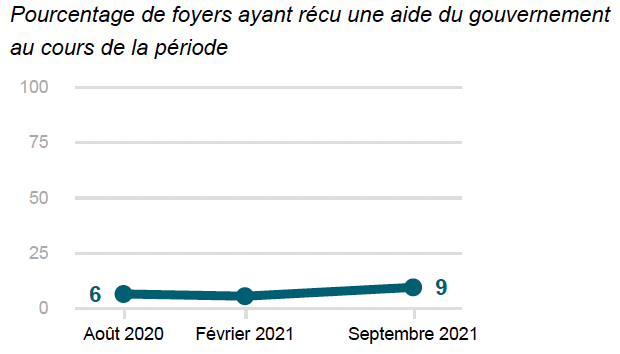 Pourcentage de foyers ayant récu une aide du gouvernement
au cours de la période
100
75
50
25
0
6
9
Août 2020 Février 2021 Septembre 2021